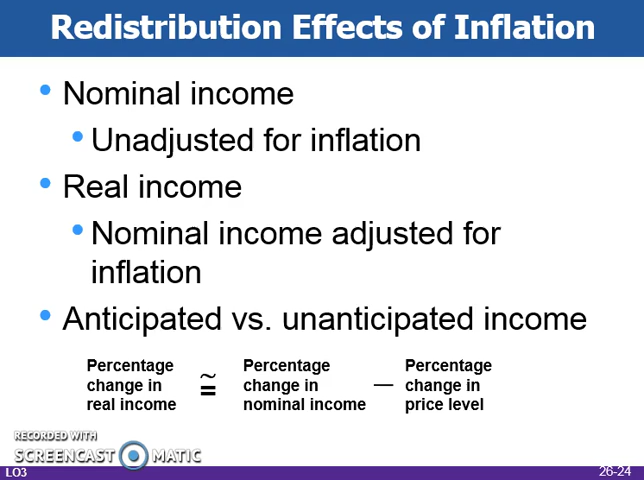 Redistribution Effects of Inflation
• Nominal income
• Unadjusted for inflation
• Real income
• Nominal income adjusted for
inflation
• Anticipated vs. unanticipated income
Percentage change in real income ≅ Percentage change in nominal income — Percentage change in price level
RECORDED WITH
SCREENCAST MATIC
LO3
26-24